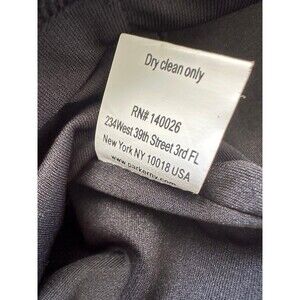 Dry clean only
RN# 140026
234West 39th Street 3rd FL
New York NY 10018 USA
www.parkerny.com